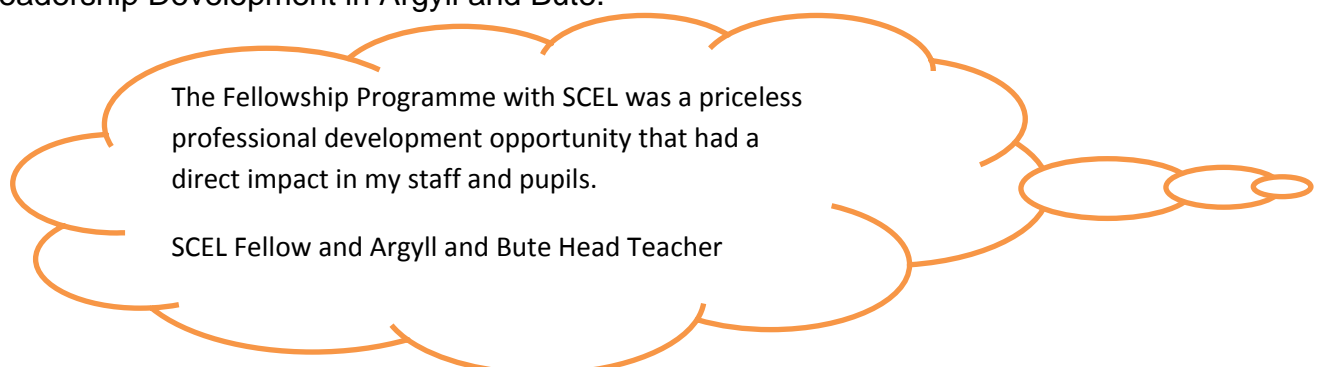 eadership Development in Argyll and Bute.
The Fellowship Programme with SCEL was a priceless
professional development opportunity that had a
direct impact in my staff and pupils.
SCEL Fellow and Argyll and Bute Head Teacher